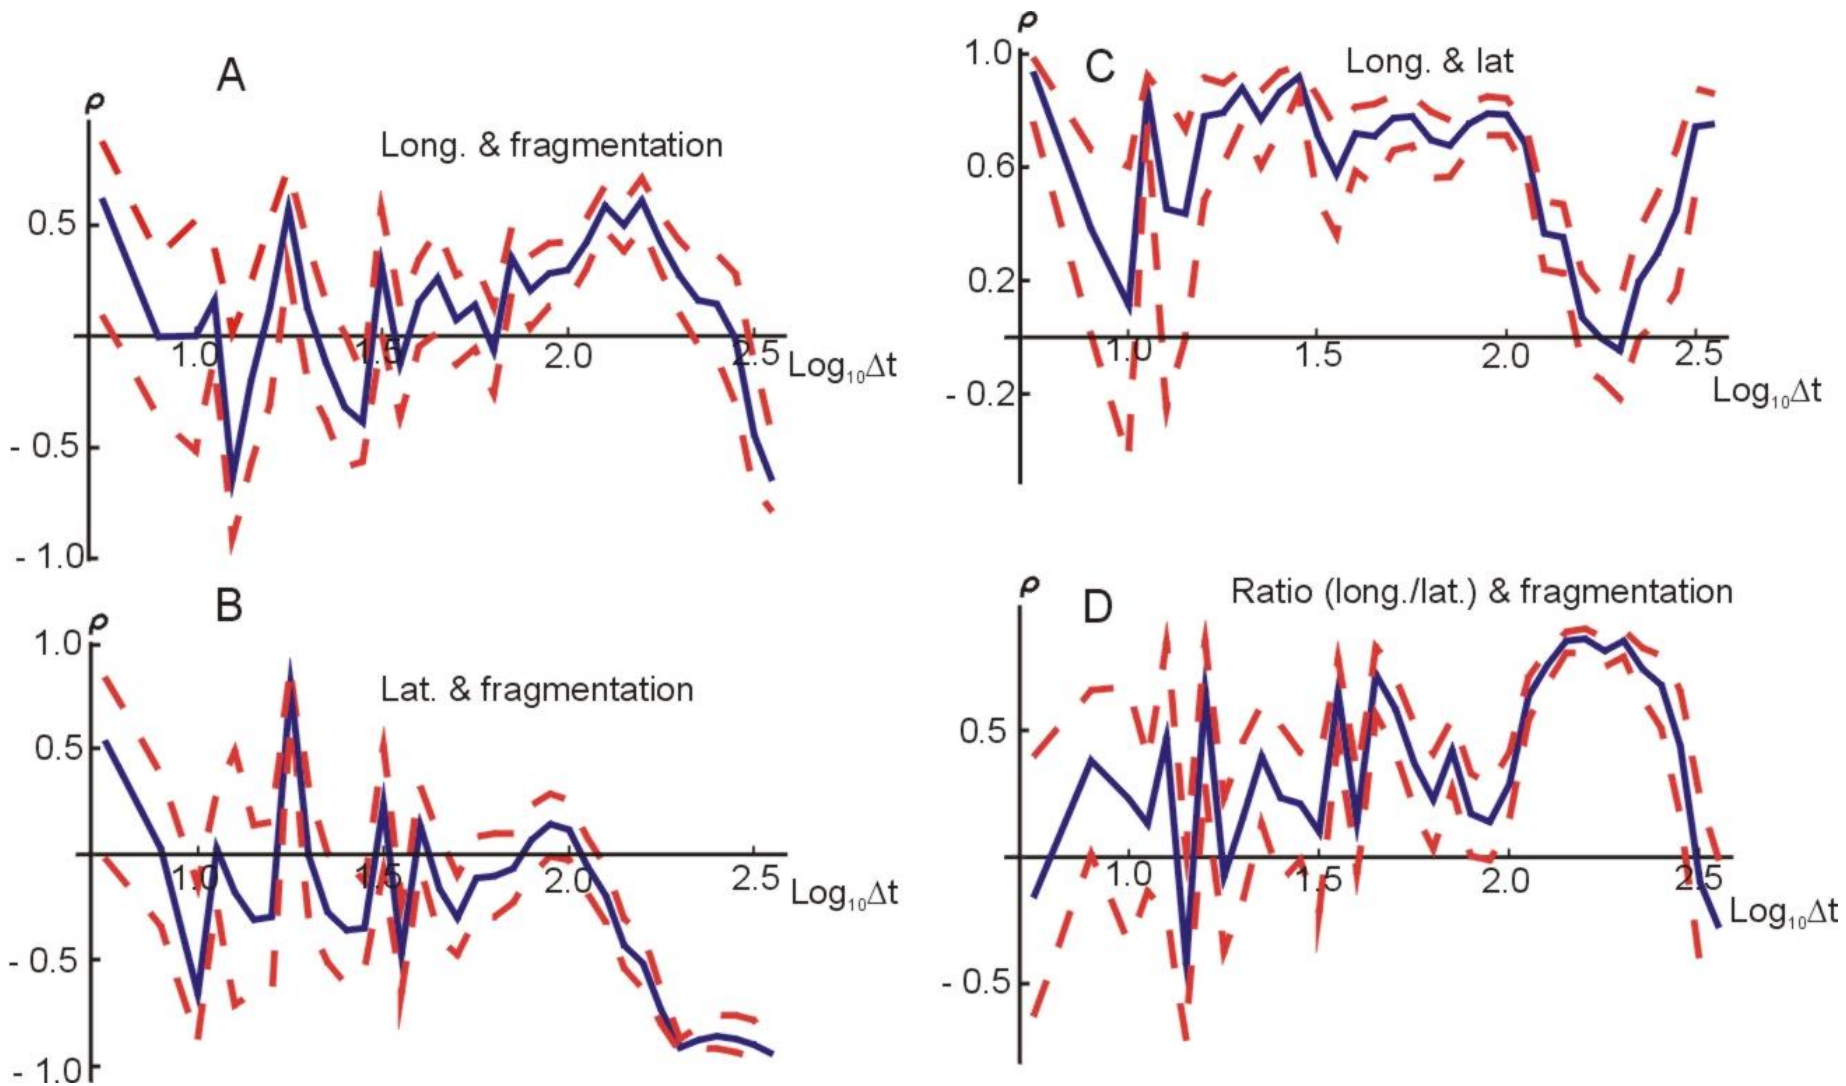 A
ρ
Long. & fragmentation
0.5
1.0
1.5
2.0
2.5
Log10Δt
- 0.5
- 1.0
B
ρ
1.0
Lat. & fragmentation
0.5
1.0
1.5
2.0
2.5
Log10Δt
- 0.5
- 1.0
ρ
1.0
C
Long. & lat
0.6
0.2
1.0
1.5
2.0
2.5
Log10Δt
- 0.2
ρ
D
Ratio (long./lat.) & fragmentation
0.5
1.0
1.5
2.0
2.5
Log10Δt
- 0.5